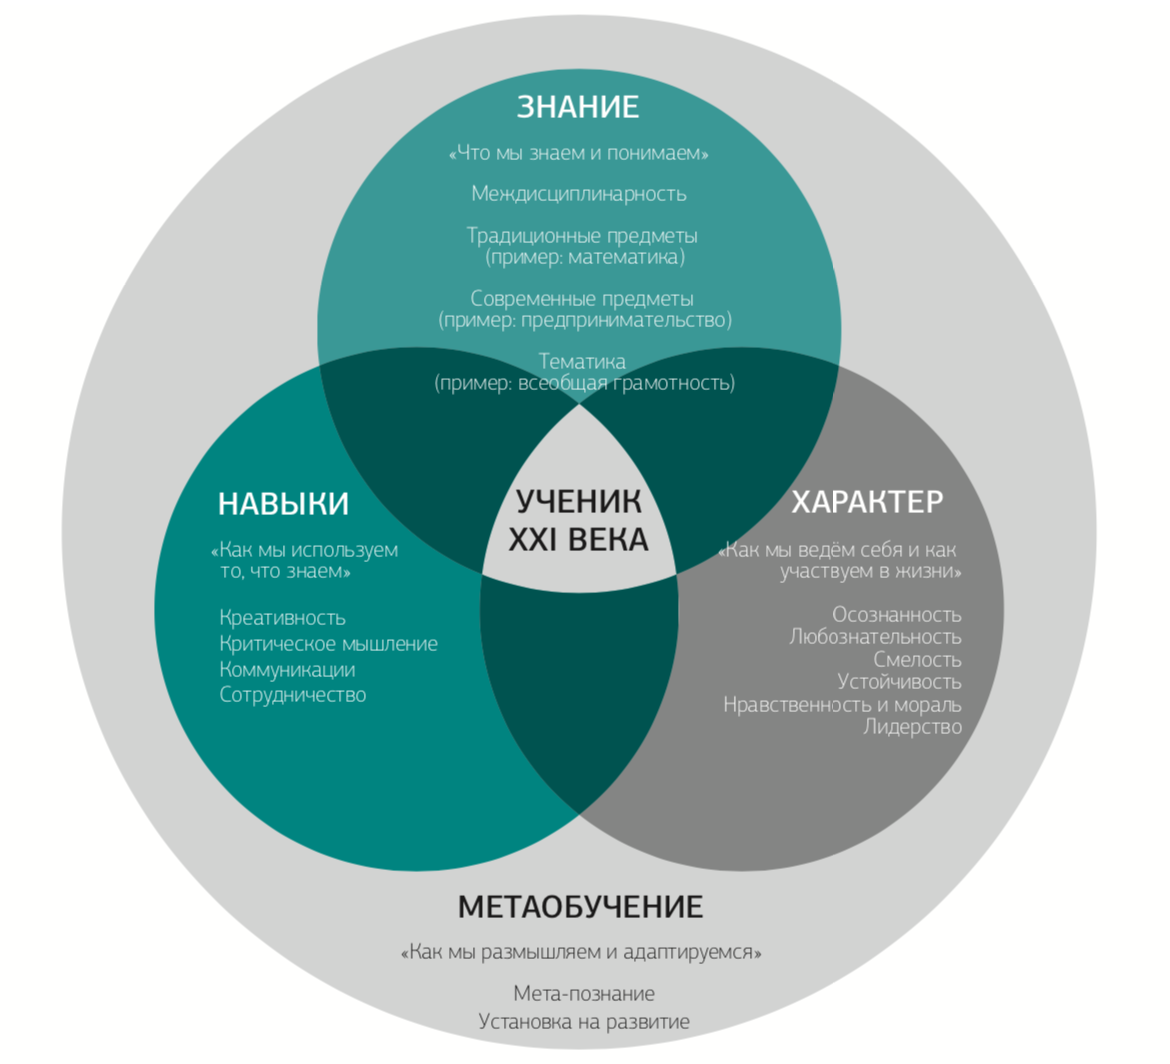 ЗНАНИЕ
«Что мы знаем и понимаем»
Междисциплинарность
Традиционные предметы
(пример: математика)
Современные предметы
(пример: предпринимательство)
Тематика
(пример: всеобщая грамотность)
НАВЫКИ
«Как мы используем
то, что знаем»
Креативность
Критическое мышление
Коммуникации
Сотрудничество
УЧЕНИК
XXI ВЕКА
ХАРАКТЕР
«Как мы ведём себя и как
участвуем в жизни»
Осознанность
Любознательность
Смелость
Устойчивость
Нравственность и мораль
Лидерство
МЕТАОБУЧЕНИЕ
«Как мы размышляем и адаптируемся»
Мета-познание
Установка на развитие